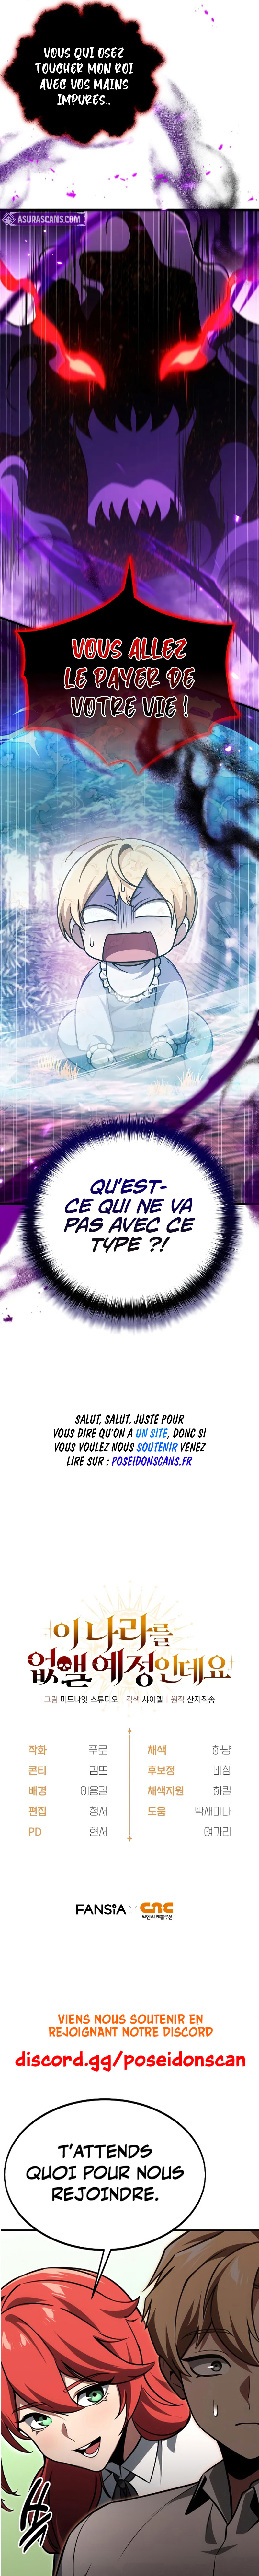 VOUS QUI OSEZ
TOUCHER MON ROI
AVEC VOS MAINS
IMPURES...
ASURASCANS.COM
VOUS ALLEZ
LE PAYER DE
VOTRE VIE !
QU'EST-
CE QUI NE VA
PAS AVEC CE
TYPE ?!
SALUT, SALUT, JUSTE POUR
VOUS DIRE QU'ON A UN SITE, DONC SI
VOUS VOULEZ NOUS SOUTENIR VENEZ
LIRE SUR : POSEIDONSCANS.FR
이 나라를
없앨 예정인데요
그림 미드나잇 스튜디오 | 각색 샤이엘 | 원작 산지직송
작화 푸로 채색 하냥
콘티 김또 후보정 비참
배경 이용길 채색지원 하킬
편집 청서 도움 박새미나
PD 현서 여가리
FANSIA × CNC
T'ATTENDS
QUOI POUR NOUS
REJOINDRE.
VIENS NOUS SOUTENIR EN
REJOIGNANT NOTRE DISCORD
discord.gg/poseidonscan